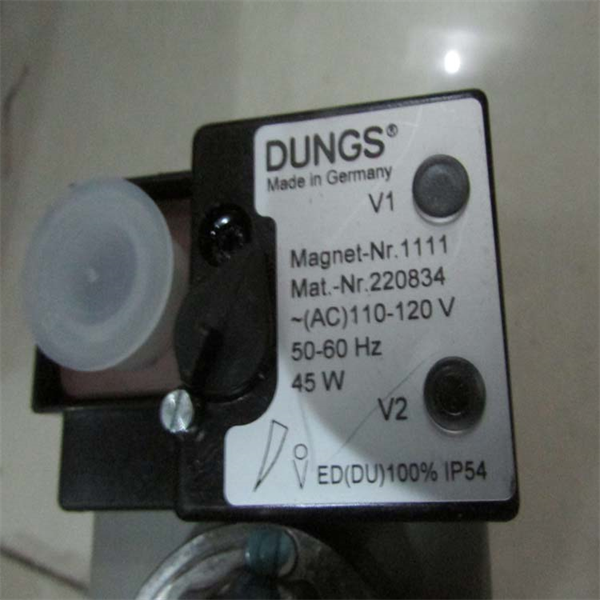 DUNGS®
Made in Germany
V1
Magnet-Nr.1111
Mat.-Nr.220834
~(AC)110-120 V
50-60 Hz
45 W
V2
ED(DU)100% IP54